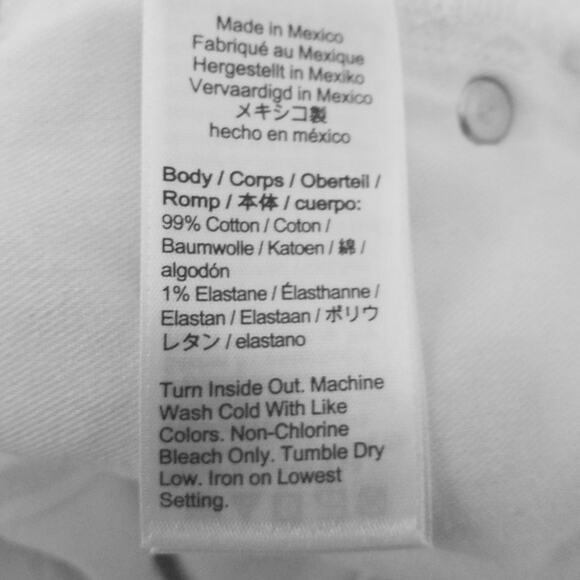 Made in Mexico
Fabriqué au Mexique
Hergestellt in Mexiko
Vervaardigd in Mexico
メキシコ製
hecho en méxico
Body / Corps / Oberteil /
Romp / 本体 / cuerpo:
99% Cotton / Coton /
Baumwolle / Katoen / 綿 /
algodón
1% Elastane / Élasthanne /
Elastan / Elastaan / ポリウ
レタン / elastano
Turn Inside Out. Machine
Wash Cold With Like
Colors. Non-Chlorine
Bleach Only. Tumble Dry
Low. Iron on Lowest
Setting.